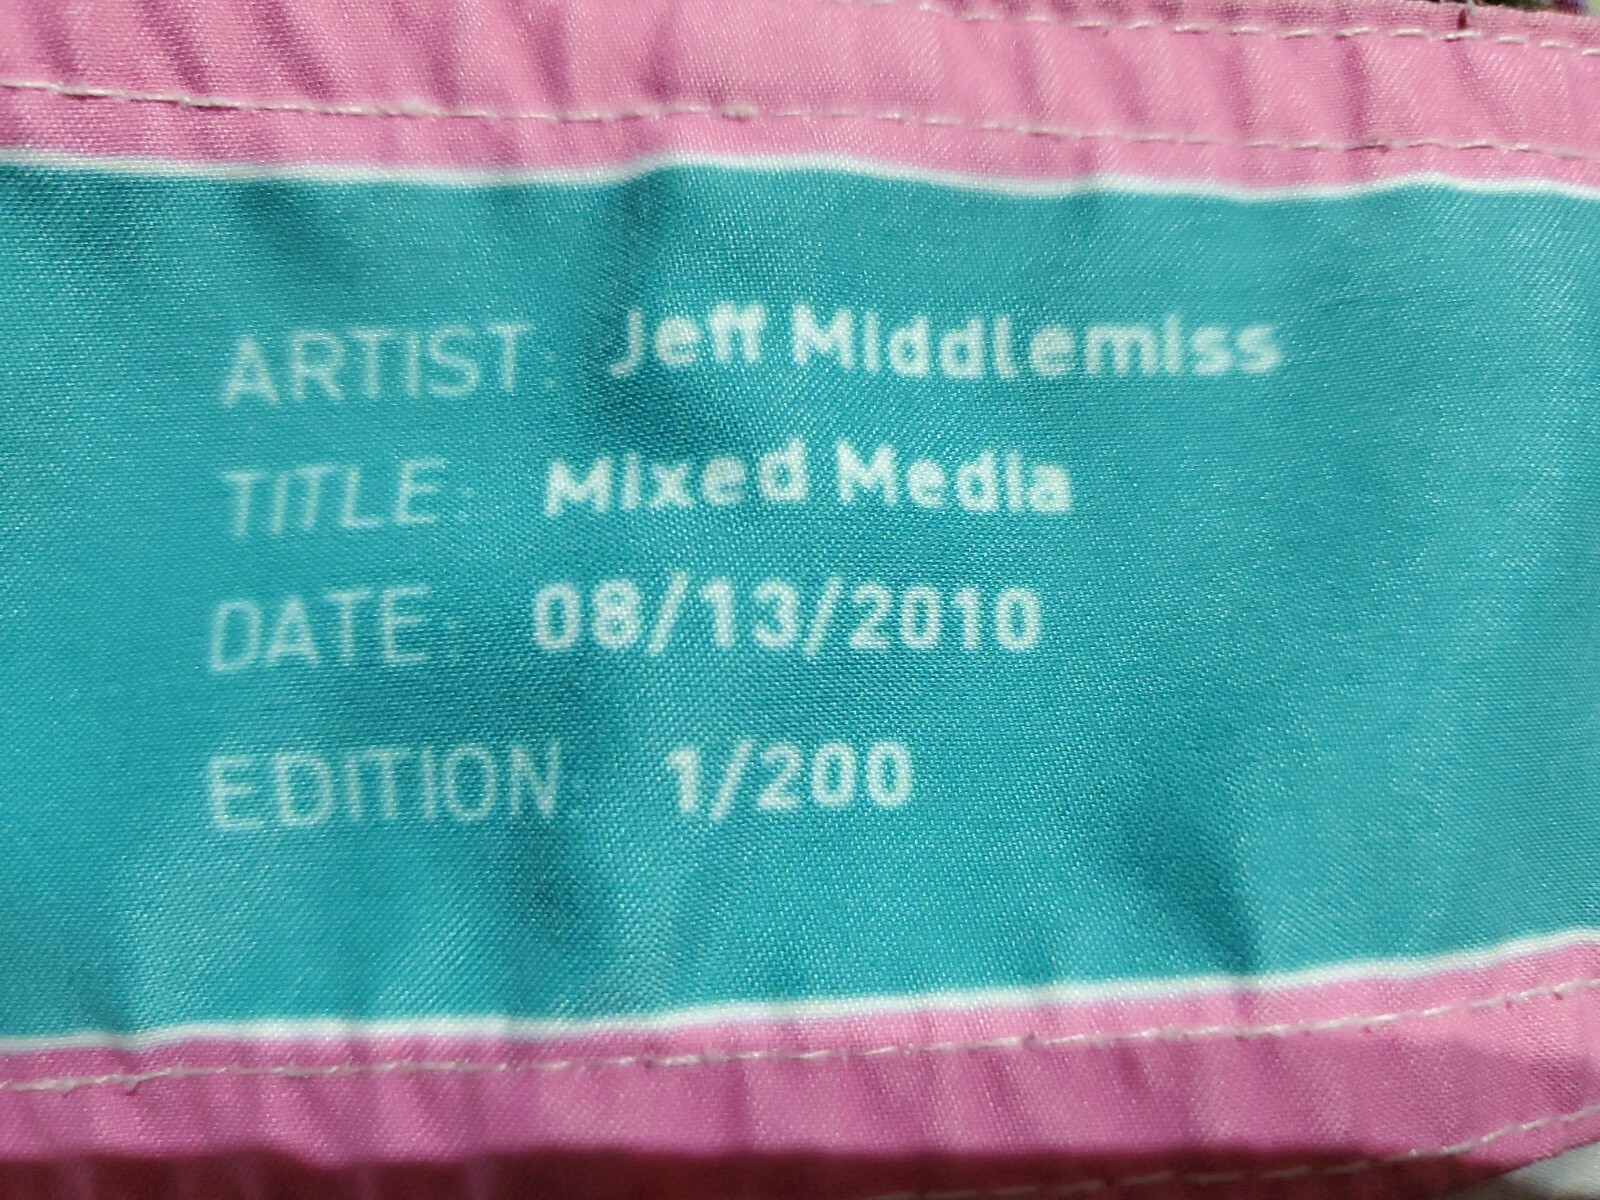 ARTIST: Jeff Middlemiss
TITLE: Mixed Media
DATE: 08/13/2010
EDITION: 1/200